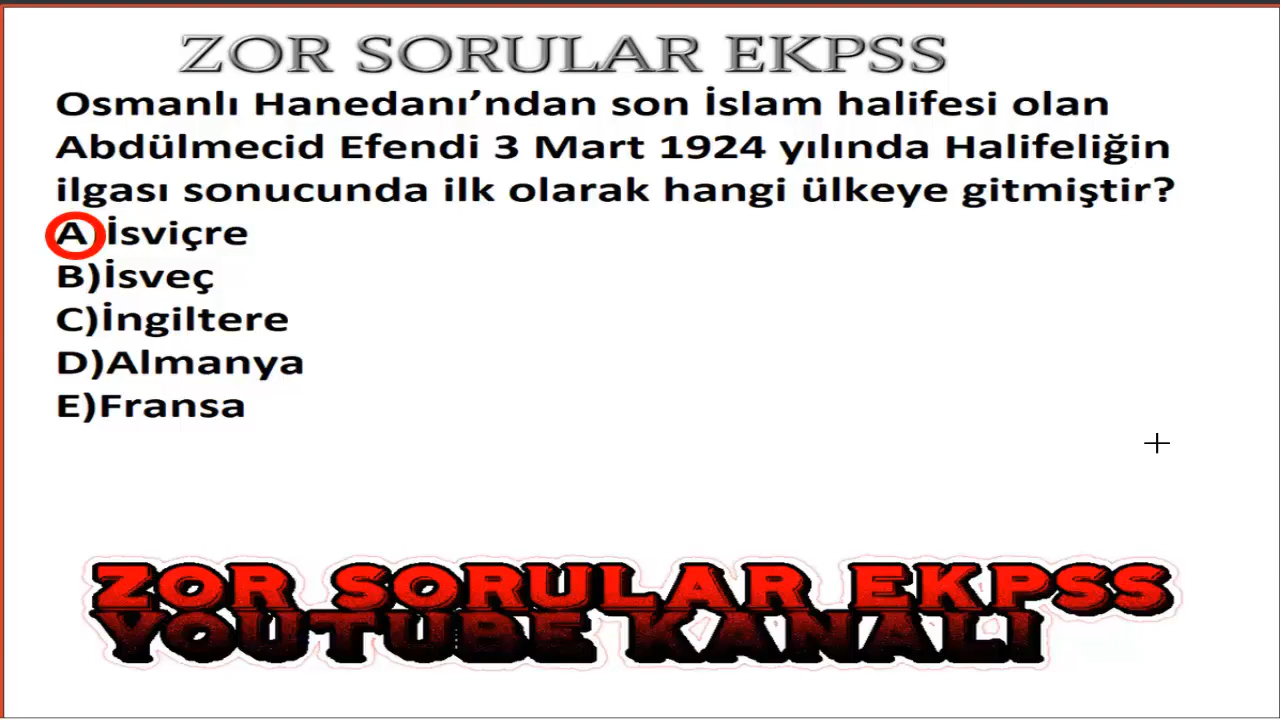 ZOR SORULAR EKPSS
Osmanlı Hanedanı’ndan son İslam halifesi olan
Abdülmecid Efendi 3 Mart 1924 yılında Halifeliğin
ilgası sonucunda ilk olarak hangi ülkeye gitmiştir?
A)İsviçre
B)İsveç
C)İngiltere
D)Almanya
E)Fransa
ZOR SORULAR EKPSS
YOUTUBE KANALI